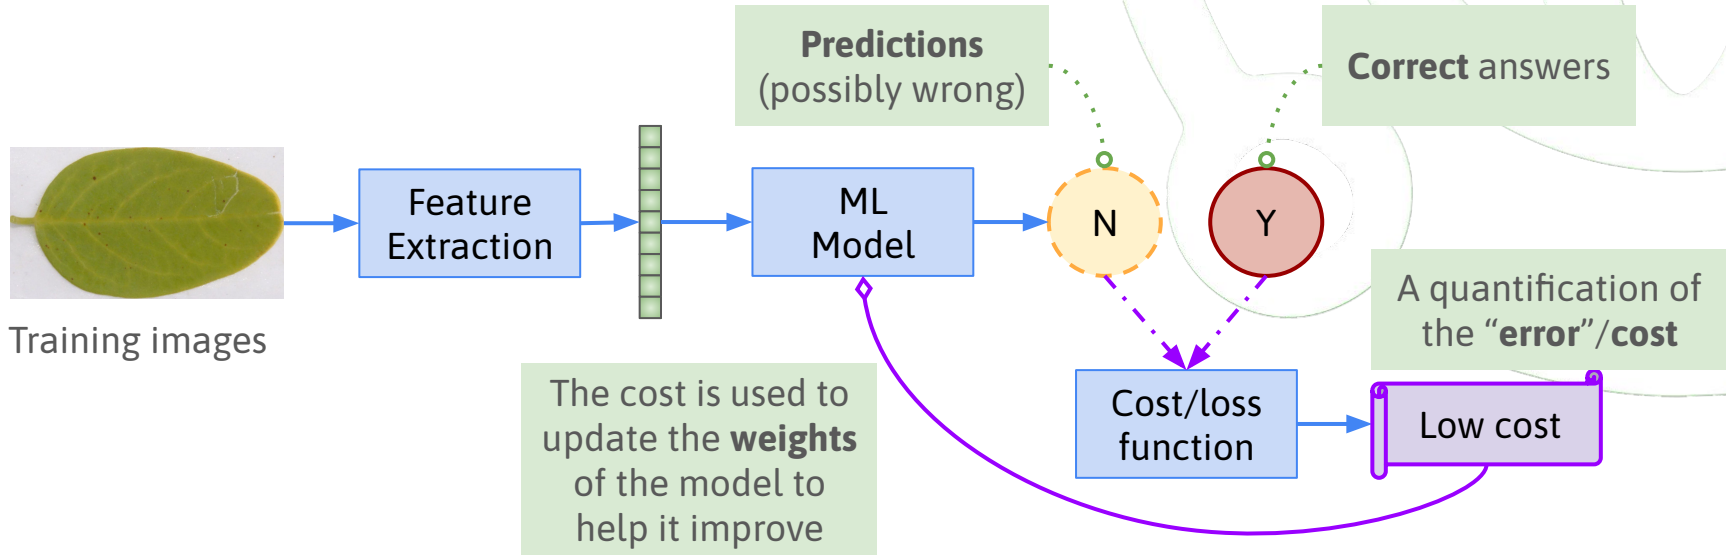 Predictions
(possibly wrong)
Correct answers
Feature
Extraction
ML
Model
N
Y
Training images
A quantification of
the “error”/cost
The cost is used to
update the weights
of the model to
help it improve
Cost/loss
function
Low cost